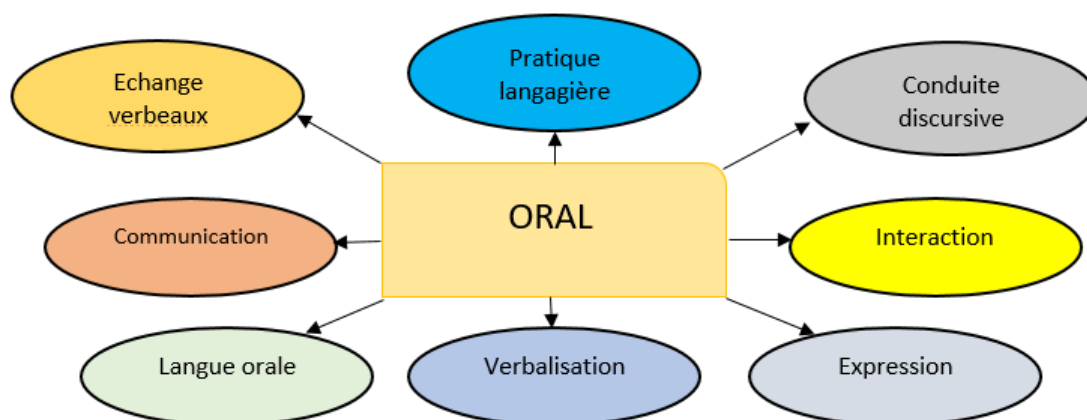 Pratique
langagière
Echange
verbeaux
Conduite
discursive
ORAL
Communication
Interaction
Langue orale
Verbalisation
Expression